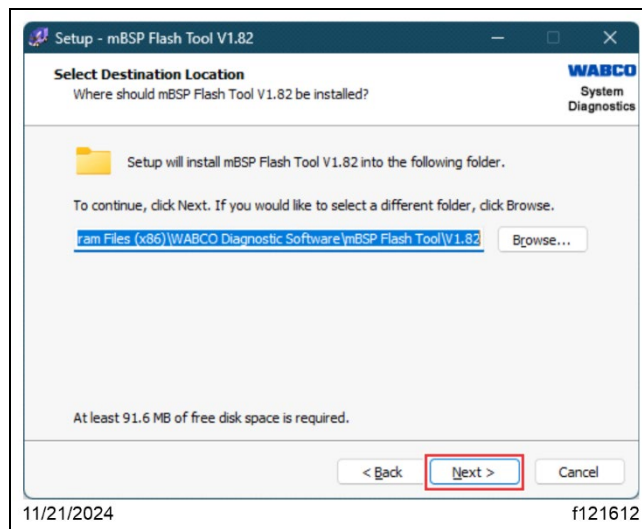 Setup - mBSP Flash Tool V1.82
Select Destination Location
Where should mBSP Flash Tool V1.82 be installed?
WABCO
System
Diagnostics
Setup will install mBSP Flash Tool V1.82 into the following folder.
To continue, click Next. If you would like to select a different folder, click Browse.
ram Files (x86)\WABCO Diagnostic Software\mBSP Flash Tool\V1.82
Browse...
At least 91.6 MB of free disk space is required.
< Back
Next >
Cancel
11/21/2024
f121612